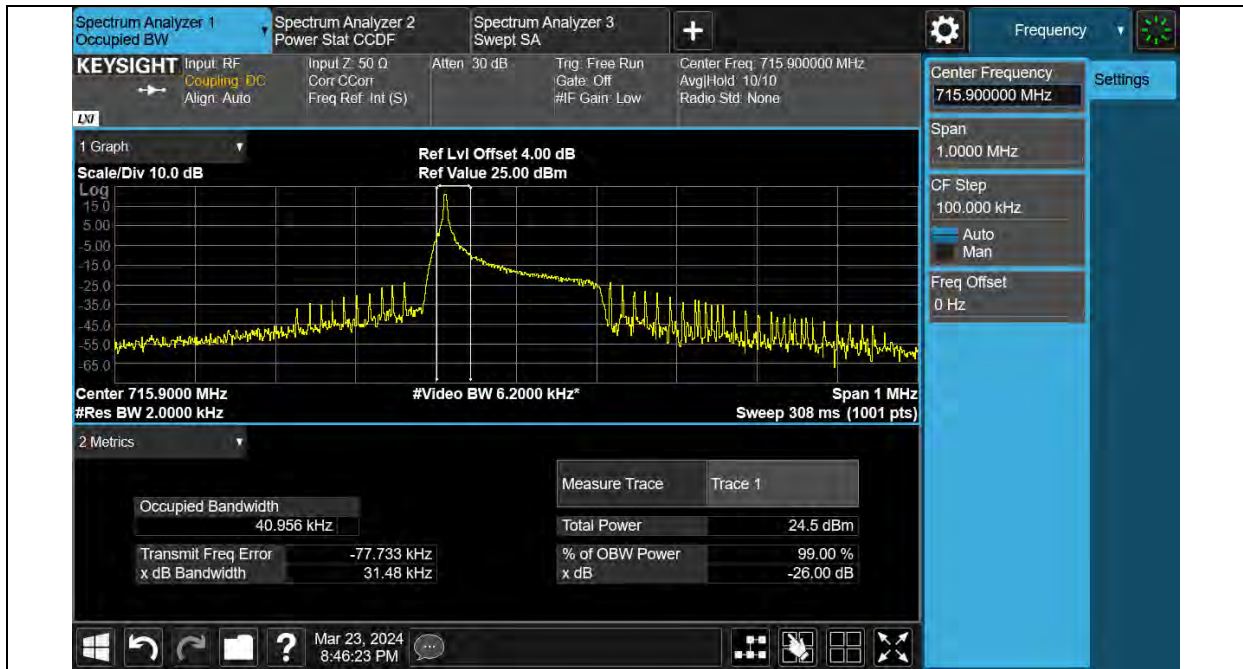 Spectrum Analyzer 1
Occupied BW
Spectrum Analyzer 2
Power Stat CCDF
Spectrum Analyzer 3
Swept SA
+
Frequency
KEYSIGHT
LXI
Input: RF
Coupling: DC
Align: Auto
Input Z: 50 Ω
Corr CCorr
Freq Ref: Int (S)
Atten: 30 dB
Trig: Free Run
Gate: Off
#IF Gain: Low
Center Freq: 715.900000 MHz
Avg|Hold: 10/10
Radio Std: None
Center Frequency
715.900000 MHz
Settings
Span
1.0000 MHz
CF Step
100.000 kHz
Auto
Man
Freq Offset
0 Hz
1 Graph
Scale/Div 10.0 dB
Ref Lvl Offset 4.00 dB
Ref Value 25.00 dBm
Log
15.0
5.00
-5.00
-15.0
-25.0
-35.0
-45.0
-55.0
-65.0
Center 715.9000 MHz
#Video BW 6.2000 kHz*
Span 1 MHz
#Res BW 2.0000 kHz
Sweep 308 ms (1001 pts)
2 Metrics
Measure Trace
Trace 1
Occupied Bandwidth
40.956 kHz
Total Power
24.5 dBm
Transmit Freq Error
-77.733 kHz
% of OBW Power
99.00 %
x dB Bandwidth
31.48 kHz
x dB
-26.00 dB
?
Mar 23, 2024
8:46:23 PM